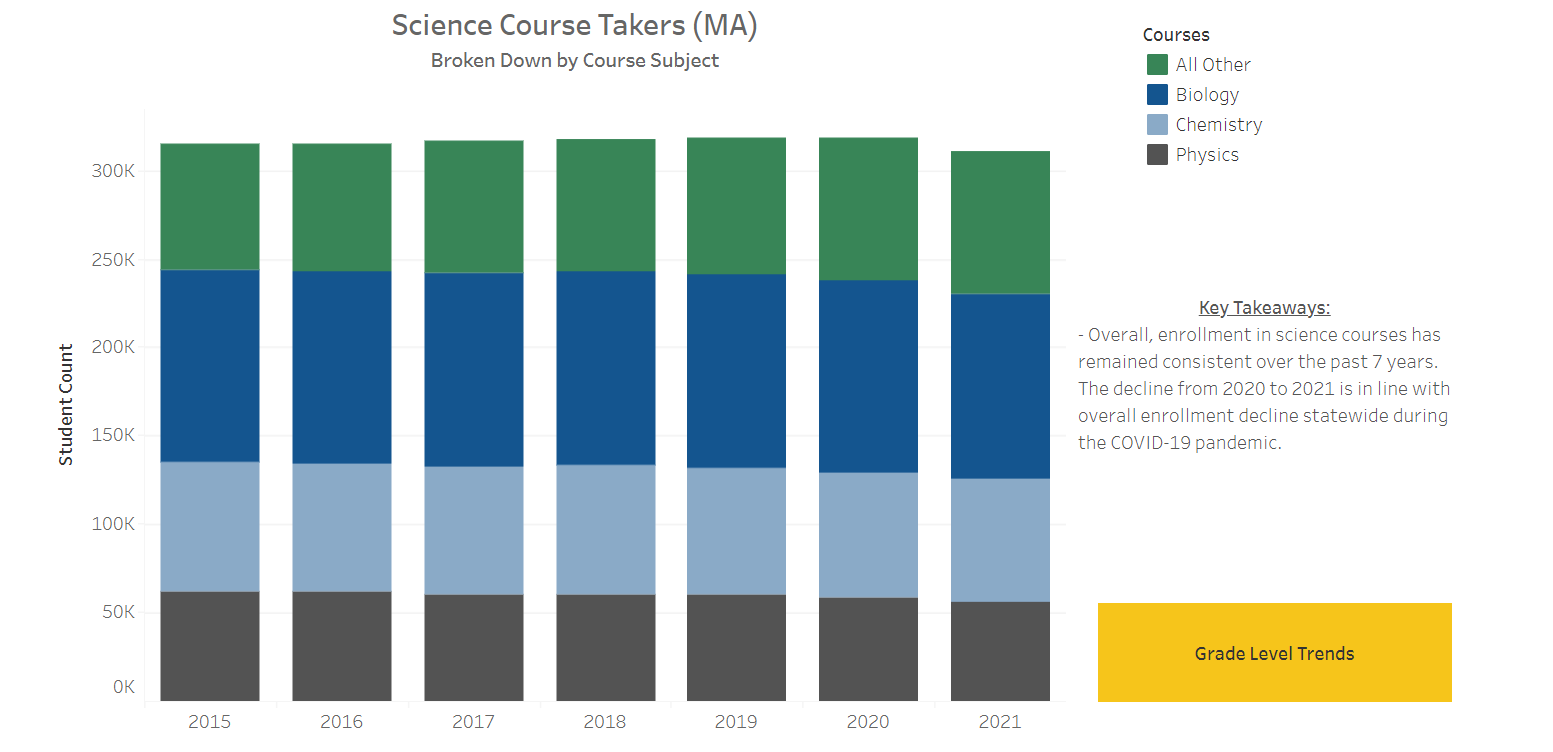 Science Course Takers (MA)
Broken Down by Course Subject
Courses
All Other
Biology
Chemistry
Physics
300K
250K
200K
150K
100K
50K
0K
Student Count
2015
2016
2017
2018
2019
2020
2021
Key Takeaways:
- Overall, enrollment in science courses has
remained consistent over the past 7 years.
The decline from 2020 to 2021 is in line with
overall enrollment decline statewide during
the COVID-19 pandemic.
Grade Level Trends